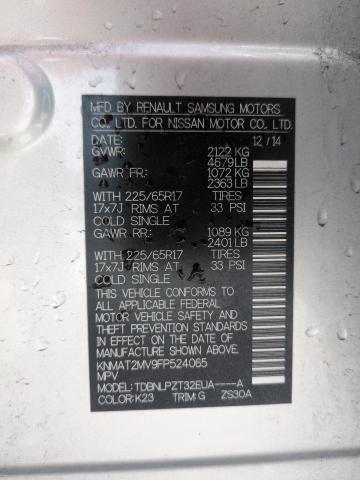 MFD BY RENAULT SAMSUNG MOTORS
CO., LTD. FOR NISSAN MOTOR CO., LTD.
DATE: 12/14
GVWR: 2122 KG
4679LB
GAWR FR.: 1072 KG
2363LB
WITH 225/65R17 TIRES
17x7J RIMS AT 33 PSI
COLD SINGLE
GAWR RR.: 1089 KG
2401LB
WITH 225/65R17 TIRES
17x7J RIMS AT 33 PSI
COLD SINGLE
THIS VEHICLE CONFORMS TO
ALL APPLICABLE FEDERAL
MOTOR VEHICLE SAFETY
AND THEFT PREVENTION STANDARDS
IN EFFECT ON THE DATE OF
MANUFACTURE SHOWN ABOVE.
KNMAT2MV9FP524065
MPV
MODEL: TDBNLPZT32EUA----A
COLOR:K23 TRIM:G ZS30A